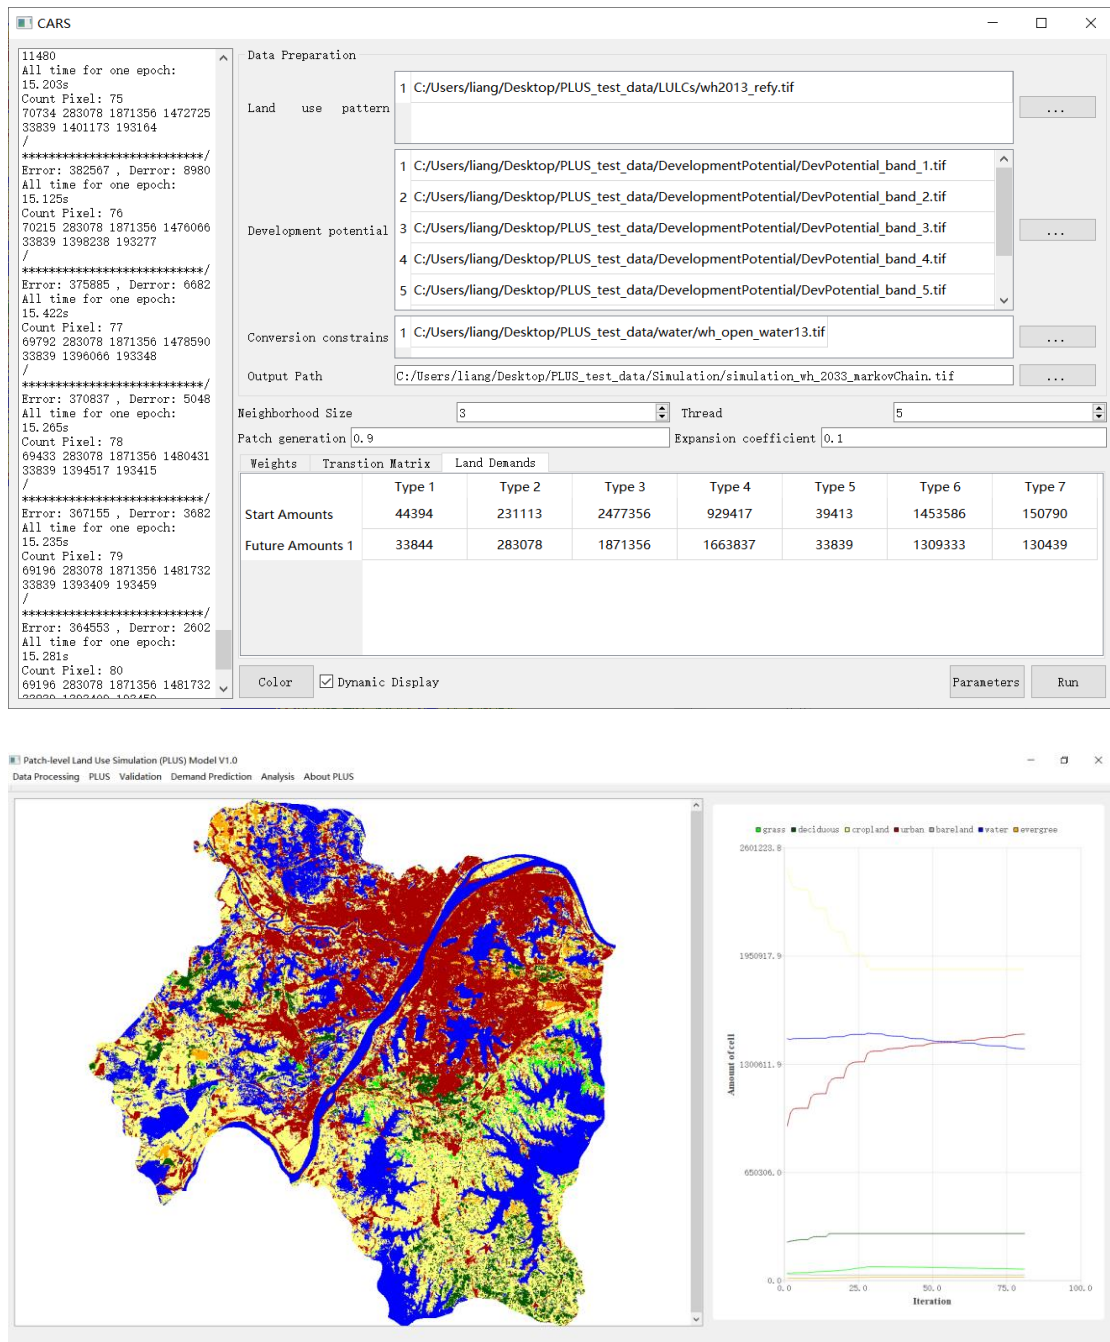 CARS
11480
All time for one epoch:
15.203s
Count Pixel: 75
70734 283078 1871356 1472725
33839 1401173 193164
/
***************************/
Error: 382567 , Derror: 8980
All time for one epoch:
15.125s
Count Pixel: 76
70215 283078 1871356 1476066
33839 1398238 193277
/
***************************/
Error: 375885 , Derror: 6682
All time for one epoch:
15.422s
Count Pixel: 77
69792 283078 1871356 1478590
33839 1396066 193348
/
***************************/
Error: 370837 , Derror: 5048
All time for one epoch:
15.265s
Count Pixel: 78
69433 283078 1871356 1480431
33839 1394517 193415
/
***************************/
Error: 367155 , Derror: 3682
All time for one epoch:
15.235s
Count Pixel: 79
69196 283078 1871356 1481732
33839 1393409 193459
/
***************************/
Error: 364553 , Derror: 2602
All time for one epoch:
15.281s
Count Pixel: 80
69196 283078 1871356 1481732
33839 1393409 193459
Data Preparation
Land use pattern
1 C:/Users/liang/Desktop/PLUS_test_data/LULCs/wh2013_refy.tif
...
Development potential
1 C:/Users/liang/Desktop/PLUS_test_data/DevelopmentPotential/DevPotential_band_1.tif
2 C:/Users/liang/Desktop/PLUS_test_data/DevelopmentPotential/DevPotential_band_2.tif
3 C:/Users/liang/Desktop/PLUS_test_data/DevelopmentPotential/DevPotential_band_3.tif
4 C:/Users/liang/Desktop/PLUS_test_data/DevelopmentPotential/DevPotential_band_4.tif
5 C:/Users/liang/Desktop/PLUS_test_data/DevelopmentPotential/DevPotential_band_5.tif
...
Conversion constrains
1 C:/Users/liang/Desktop/PLUS_test_data/water/wh_open_water13.tif
...
Output Path C:/Users/liang/Desktop/PLUS_test_data/Simulation/simulation_wh_2033_markovChain.tif ...
Neighborhood Size 3 Thread 5
Patch generation 0.9 Expansion coefficient 0.1
Weights Transtion Matrix Land Demands
Type 1 Type 2 Type 3 Type 4 Type 5 Type 6 Type 7
Start Amounts 44394 231113 2477356 929417 39413 1453586 150790
Future Amounts 1 33844 283078 1871356 1663837 33839 1309333 130439
Color Dynamic Display Parameters Run
Patch-level Land Use Simulation (PLUS) Model V1.0
Data Processing PLUS Validation Demand Prediction Analysis About PLUS
grass deciduous cropland urban bareland water evergree
2601223.8
1950917.9
1300611.9
650306.0
0.0
Amount of cell
0.0 25.0 50.0 75.0 100.0
Iteration